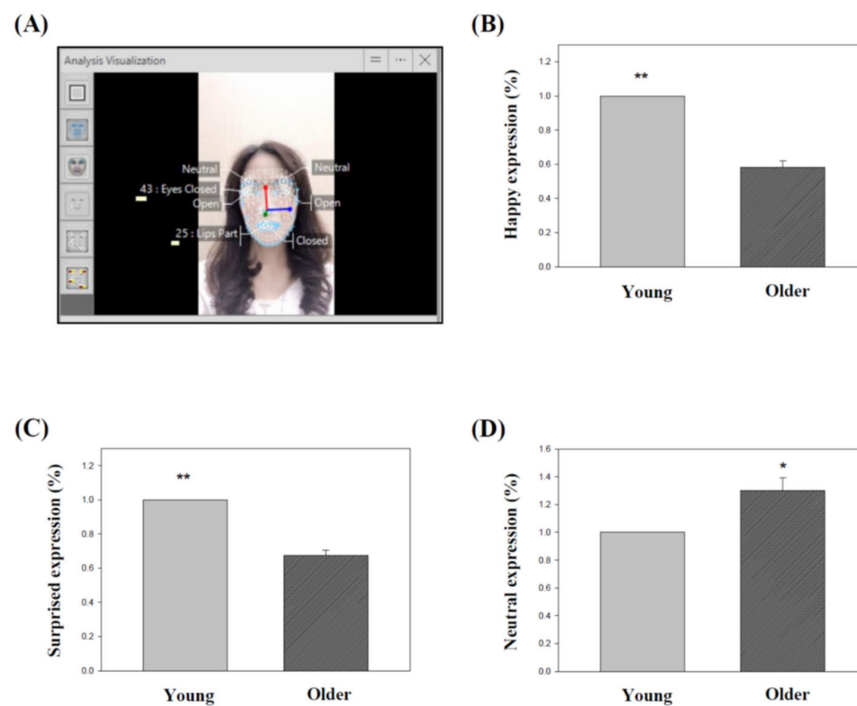 (A)
Analysis Visualization
Neutral
Neutral
43 : Eyes Closed
Open
Open
25 : Lips Part
Closed
(B)
Happy expression (%)
1.2
1.0
0.8
0.6
0.4
0.2
0.0
**
Young
Older
(C)
Surprised expression (%)
1.2
1.0
0.8
0.6
0.4
0.2
0.0
**
Young
Older
(D)
Neutral expression (%)
1.6
1.4
1.2
1.0
0.8
0.6
0.4
0.2
0.0
*
Young
Older